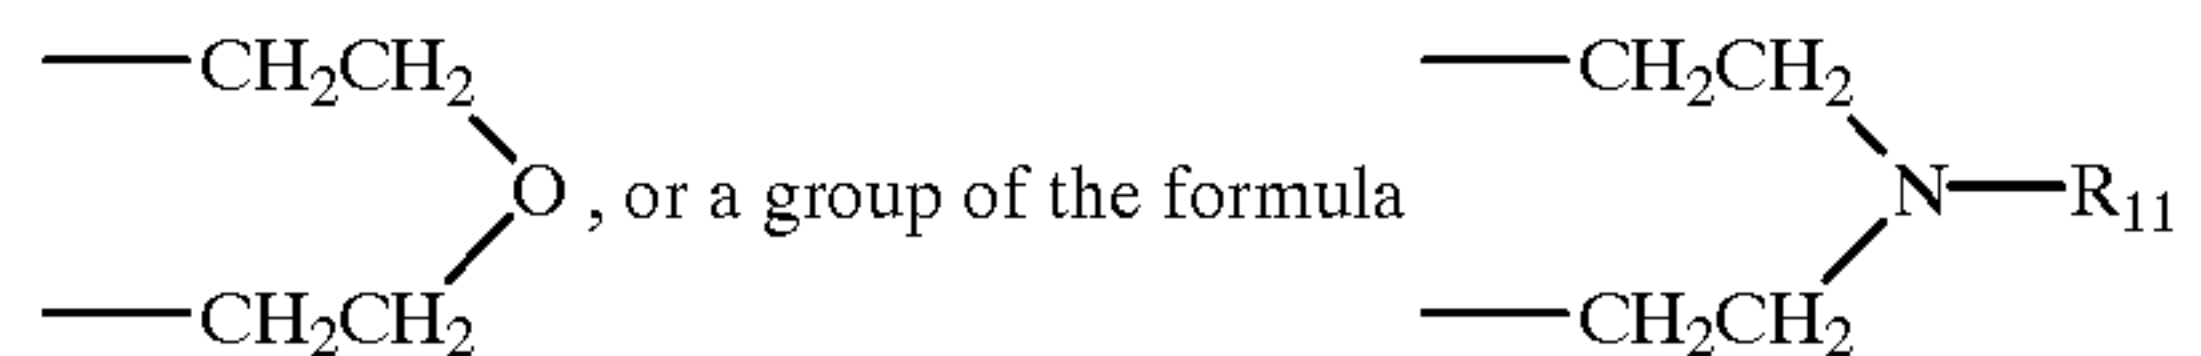 —CH₂CH₂ —CH₂CH₂
O , or a group of the formula N—R₁₁
—CH₂CH₂ —CH₂CH₂